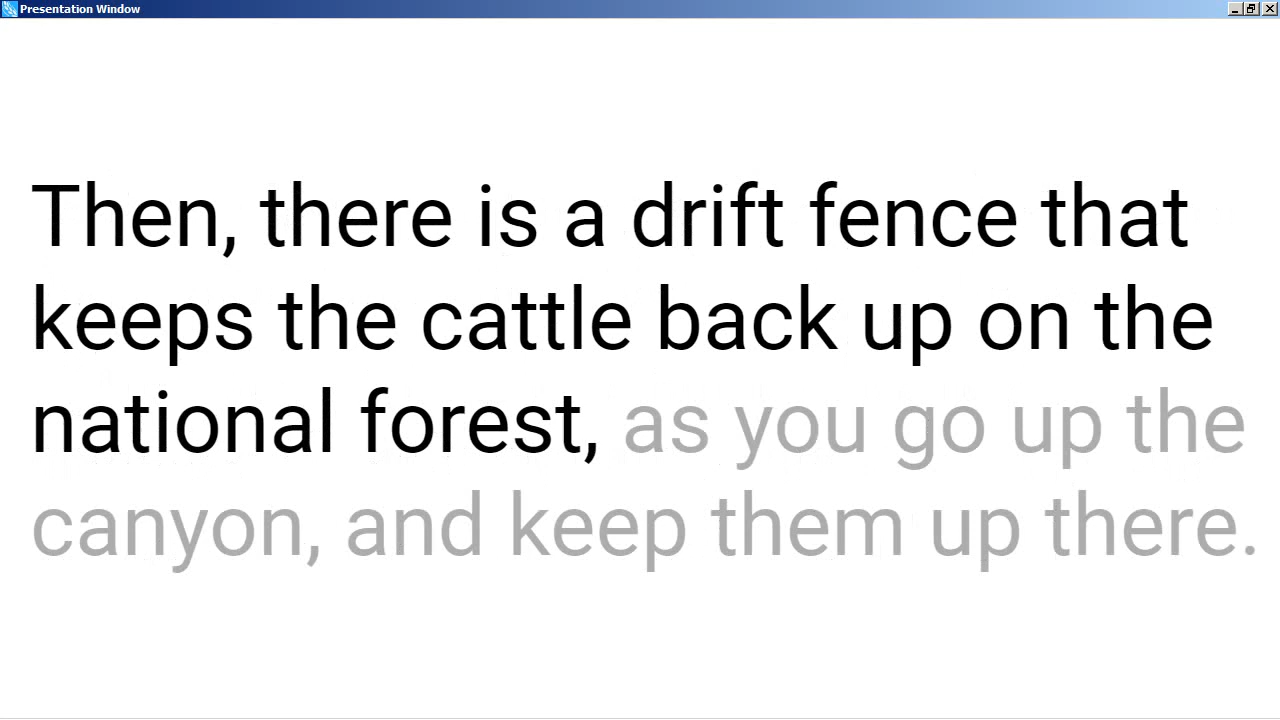 Presentation Window
Then, there is a drift fence that
keeps the cattle back up on the
national forest, as you go up the
canyon, and keep them up there.